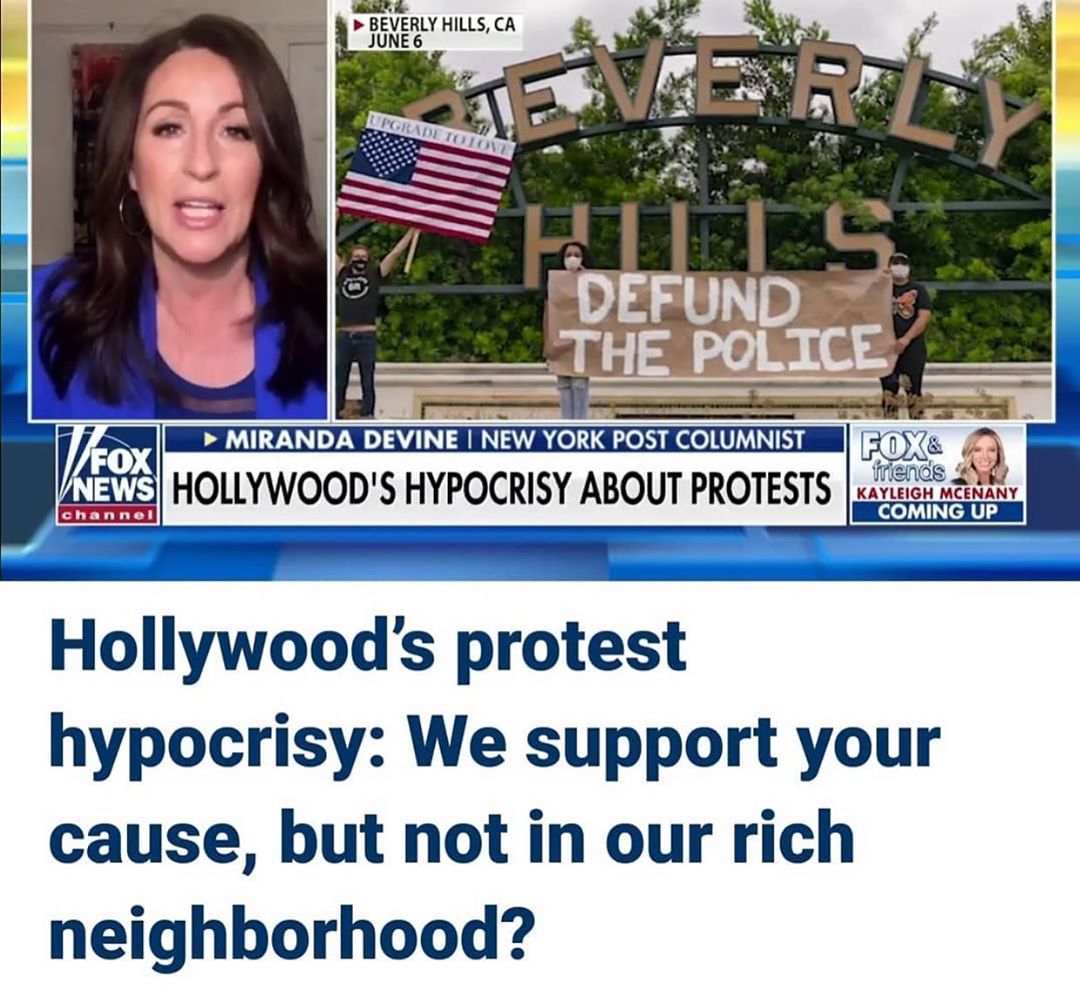 ▶ BEVERLY HILLS, CA
JUNE 6
BEVERLY
HILLS
UPGRADE TO LOVE
DEFUND
THE POLICE
▶ MIRANDA DEVINE | NEW YORK POST COLUMNIST
FOX
NEWS
channel
HOLLYWOOD'S HYPOCRISY ABOUT PROTESTS
FOX&
friends
KAYLEIGH MCENANY
COMING UP
Hollywood’s protest
hypocrisy: We support your
cause, but not in our rich
neighborhood?